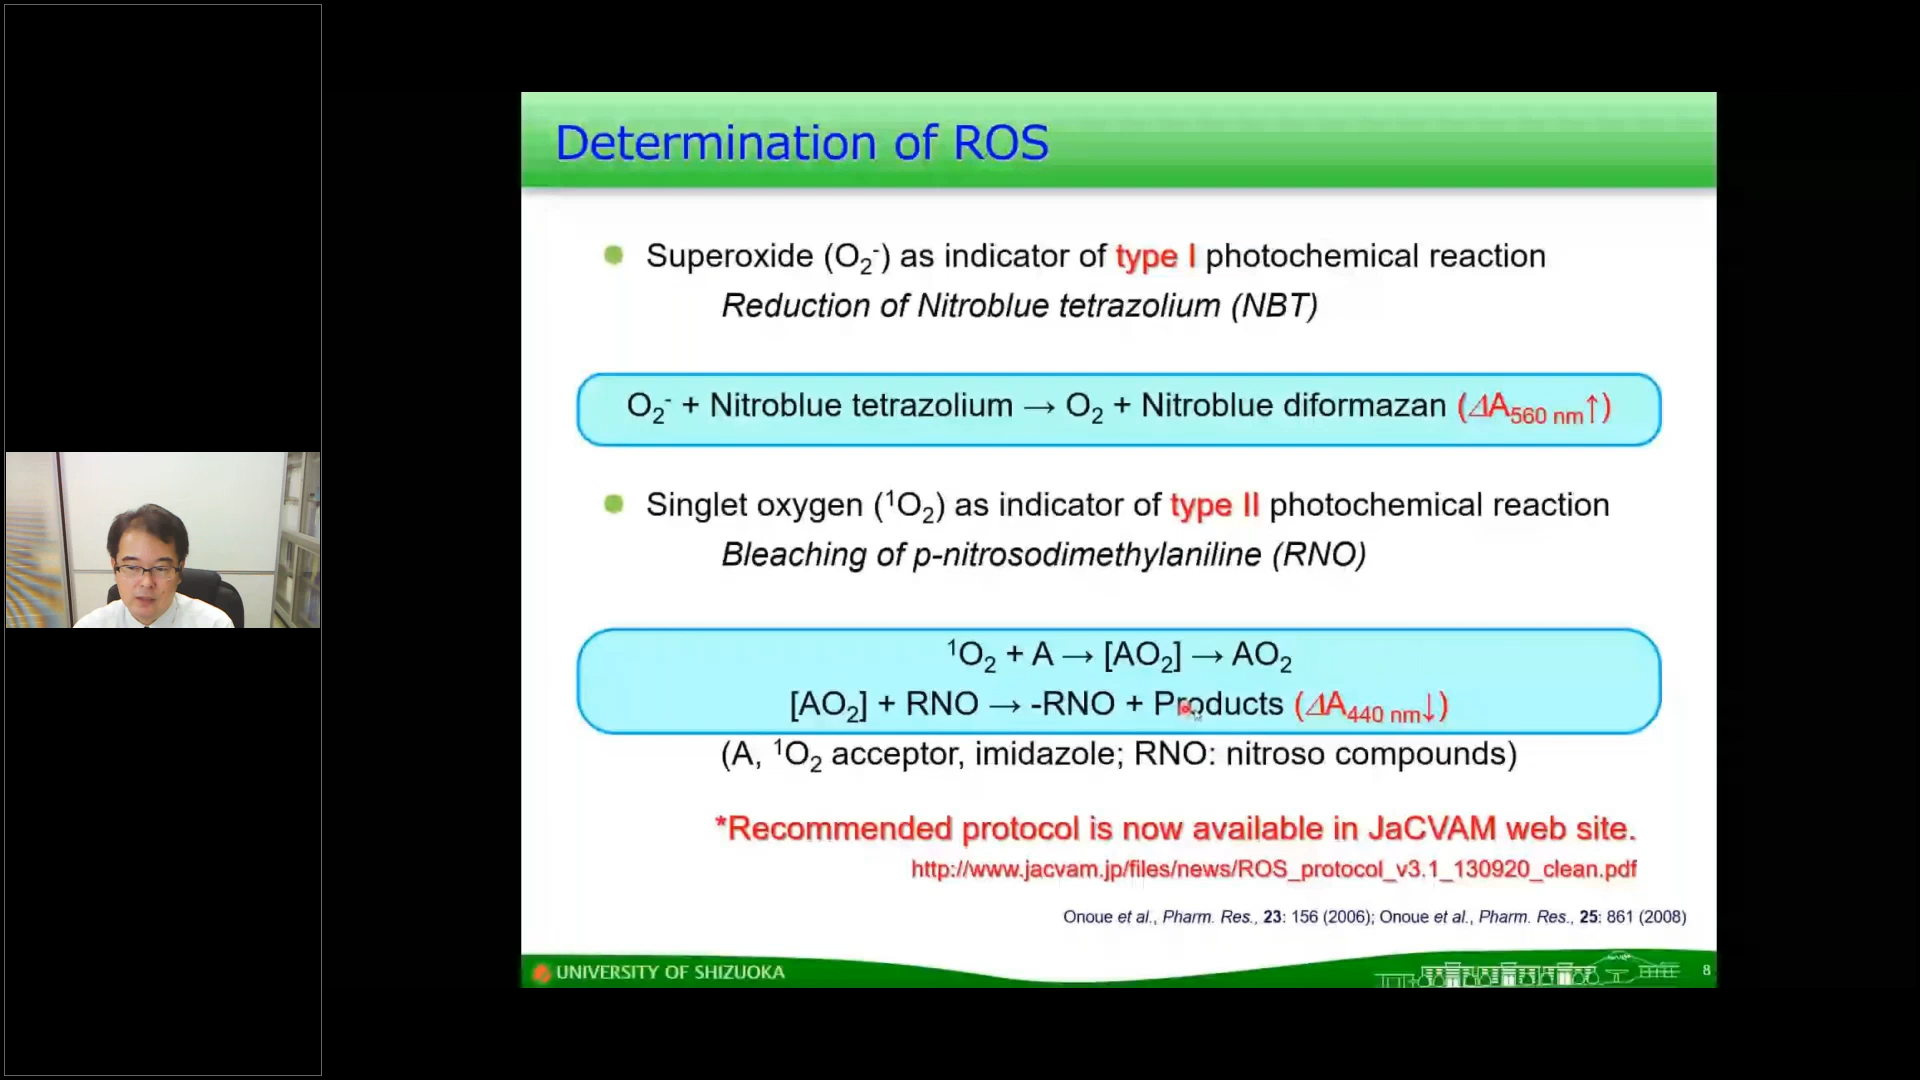 Determination of ROS
Superoxide (O₂⁻) as indicator of type I photochemical reaction
Reduction of Nitroblue tetrazolium (NBT)
O₂⁻ + Nitroblue tetrazolium → O₂ + Nitroblue diformazan (ΔA₅₆₀ ₙₘ↑)
Singlet oxygen (¹O₂) as indicator of type II photochemical reaction
Bleaching of p-nitrosodimethylaniline (RNO)
¹O₂ + A → [AO₂] → AO₂
[AO₂] + RNO → -RNO + Products (ΔA₄₄₀ ₙₘ↓)
(A, ¹O₂ acceptor, imidazole; RNO: nitroso compounds)
*Recommended protocol is now available in JaCVAM web site.
http://www.jacvam.jp/files/news/ROS_protocol_v3.1_130920_clean.pdf
Onoue et al., Pharm. Res., 23: 156 (2006); Onoue et al., Pharm. Res., 25: 861 (2008)
UNIVERSITY OF SHIZUOKA
8